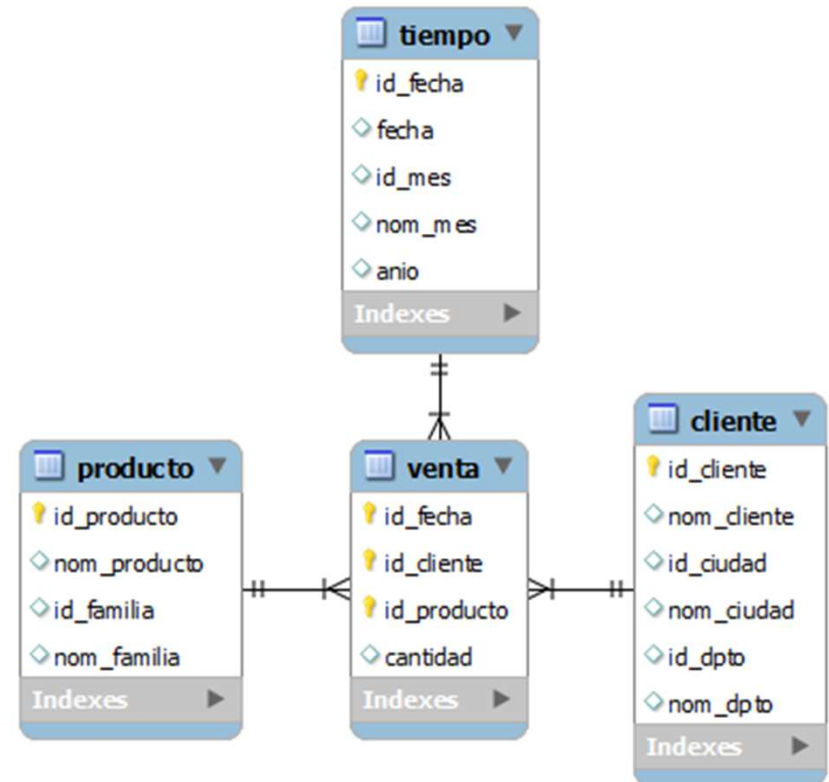 tiempo
id_fecha
fecha
id_mes
nom_mes
anio
Indexes
producto
id_producto
nom_producto
id_familia
nom_familia
Indexes
venta
id_fecha
id_cliente
id_producto
cantidad
Indexes
cliente
id_cliente
nom_cliente
id_ciudad
nom_ciudad
id_dpto
nom_dpto
Indexes